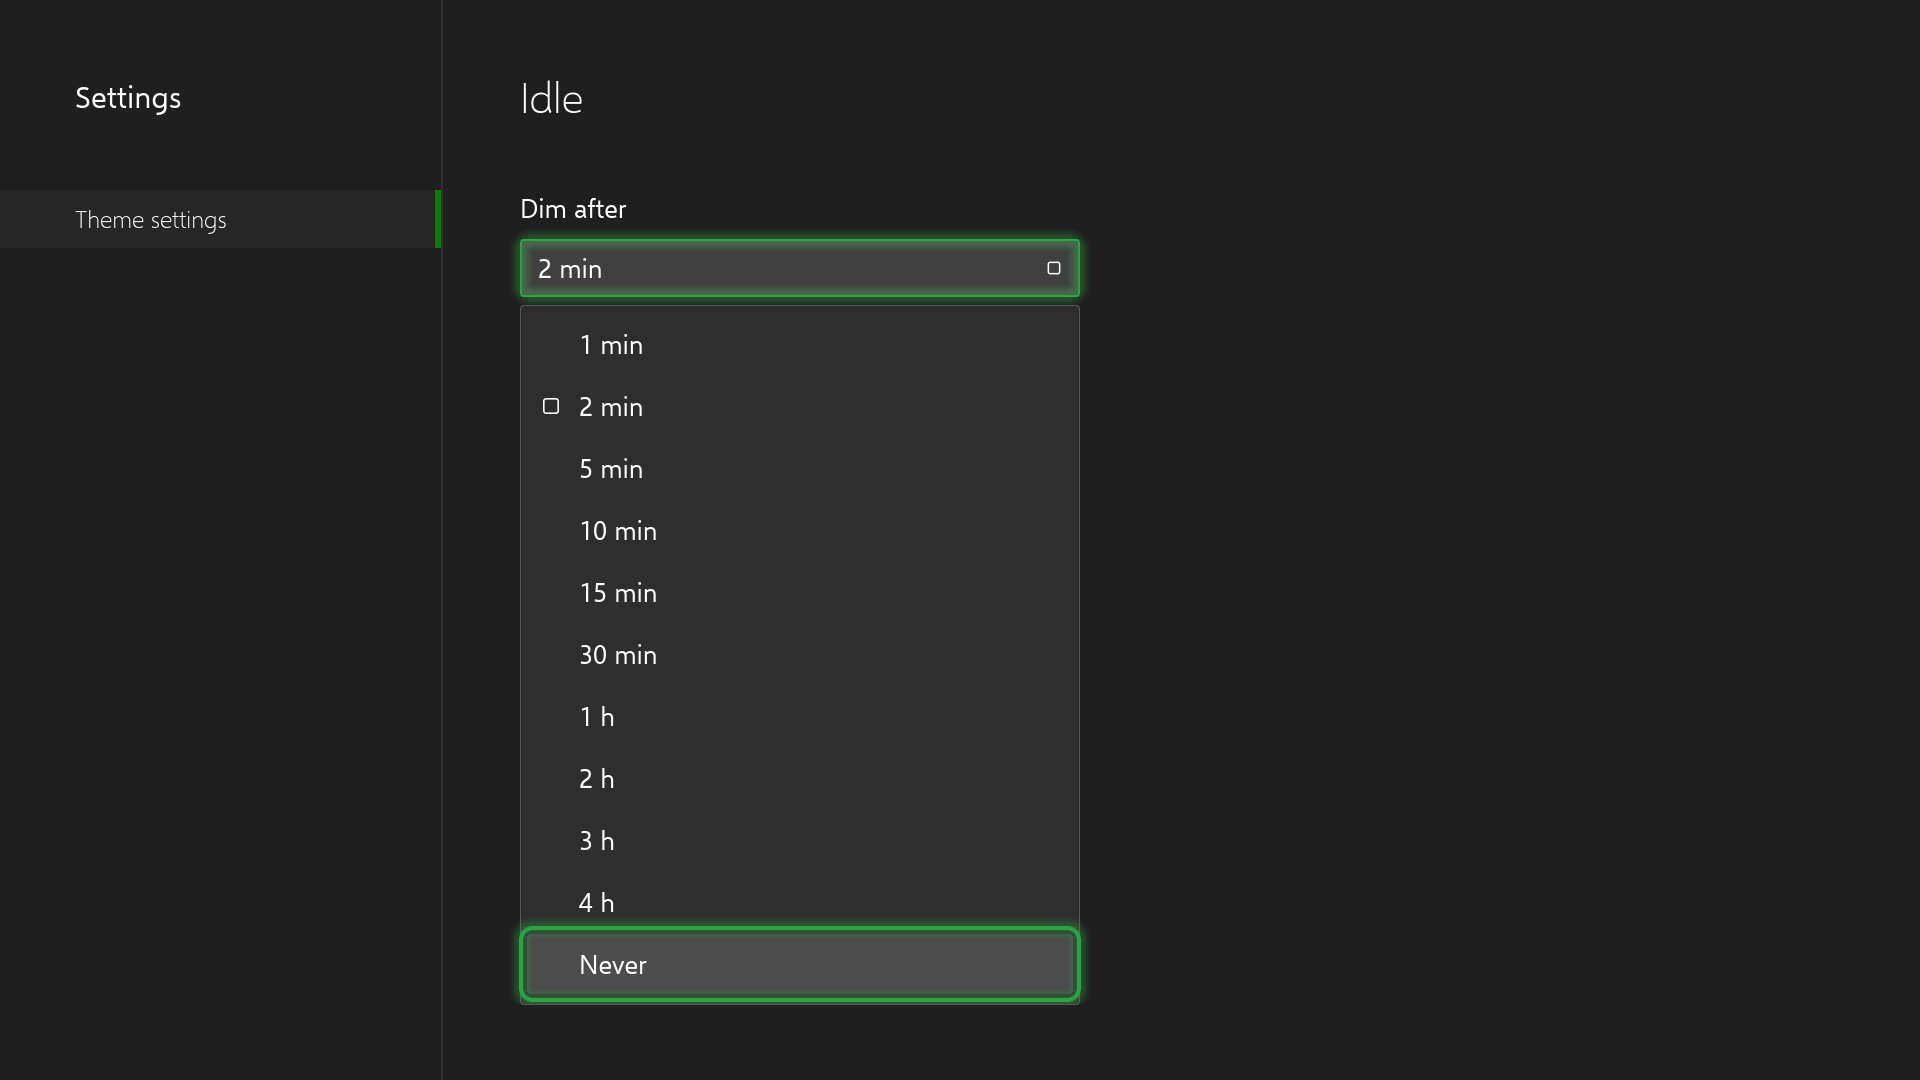 Settings
Theme settings
Idle
Dim after
2 min
1 min
2 min
5 min
10 min
15 min
30 min
1 h
2 h
3 h
4 h
Never